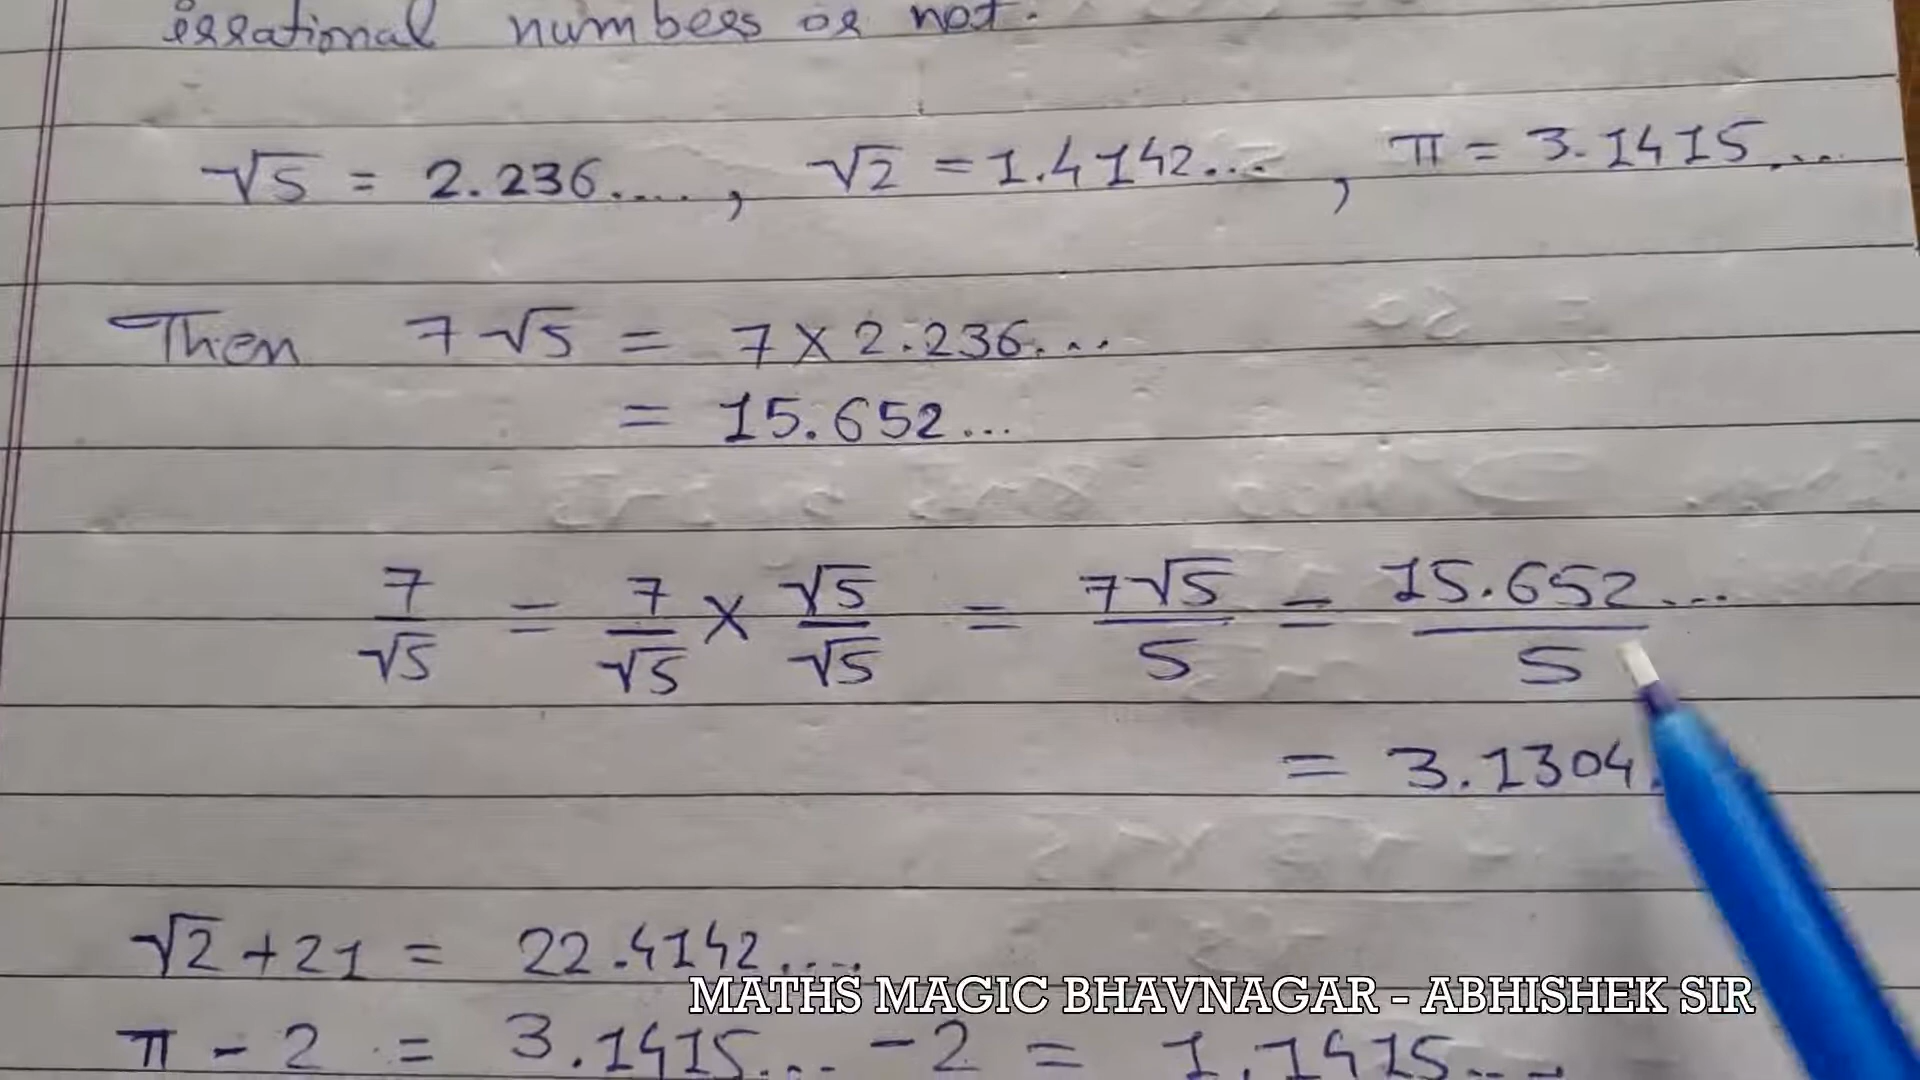 irrational numbers or not.
√5 = 2.236...., √2 = 1.4142..., π = 3.1415...
Then 7√5 = 7 × 2.236...
= 15.652...
7/√5 = 7/√5 × √5/√5 = 7√5/5 = 15.652.../5
= 3.1304
√2 + 21 = 22.4142....
MATHS MAGIC BHAVNAGAR - ABHISHEK SIR
π - 2 = 3.1415... - 2 = 1.1415...